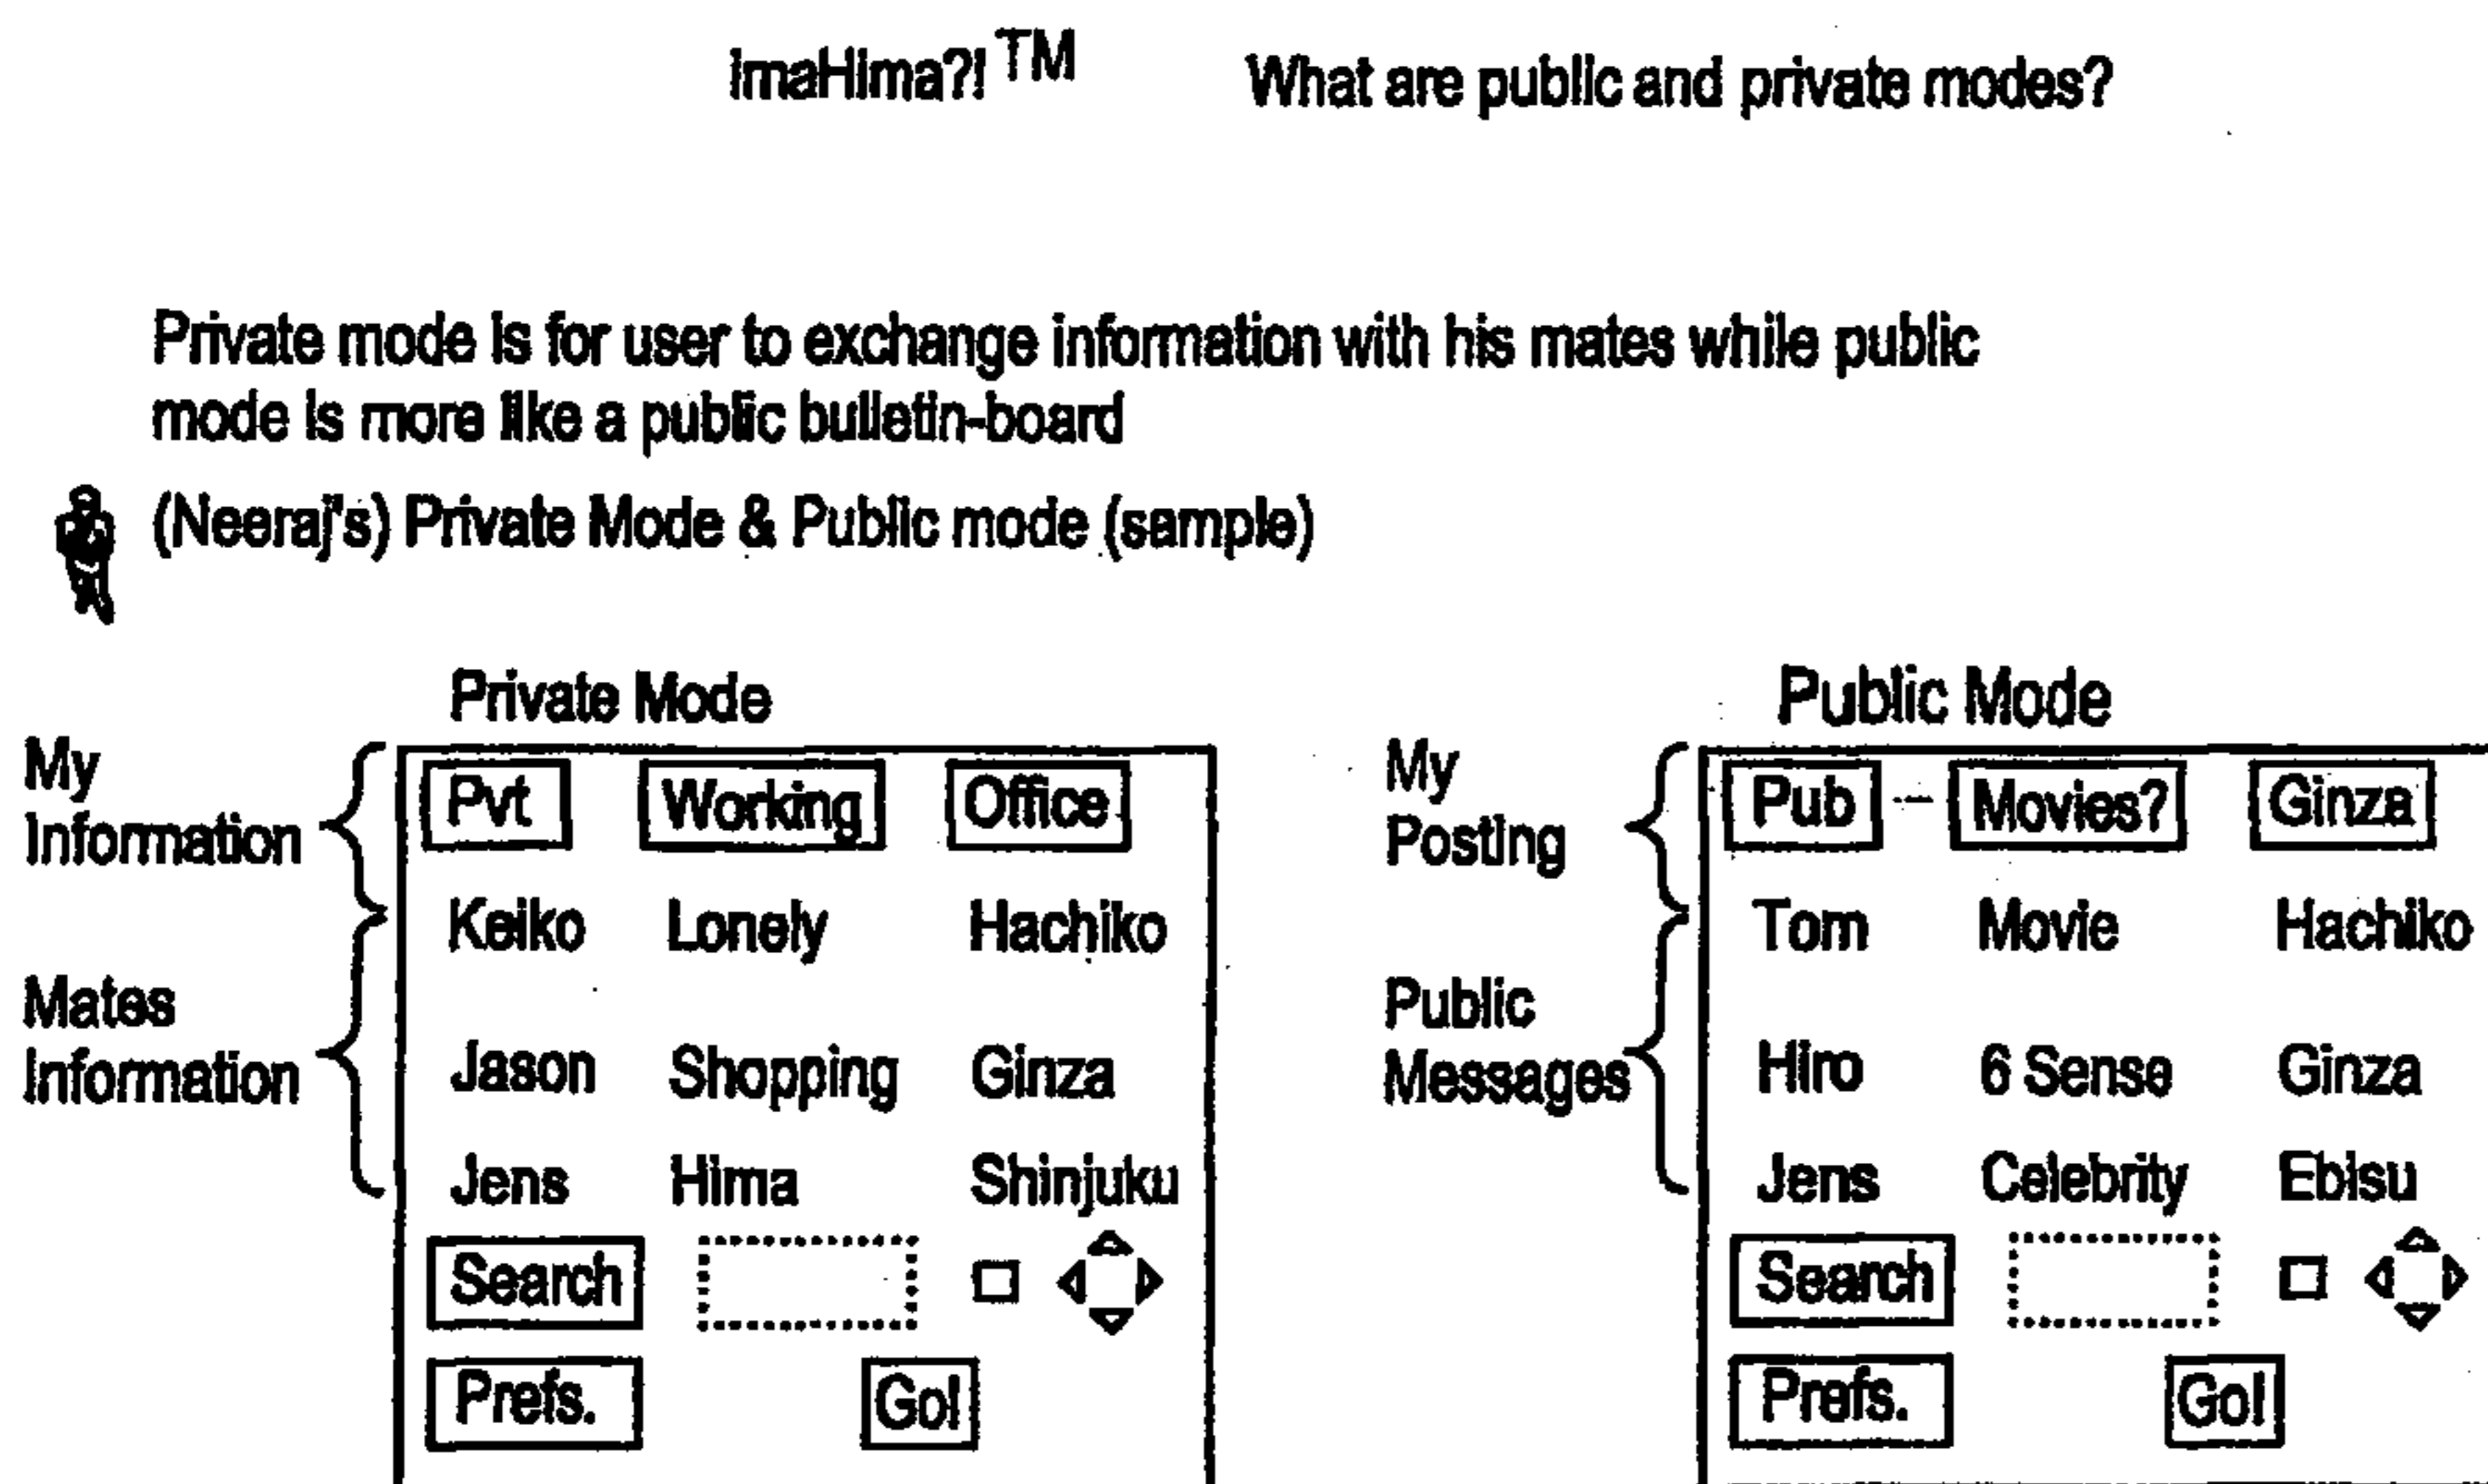 ImaHima?! TM What are public and private modes?
Private mode is for user to exchange information with his mates while public
mode is more like a public bulletin-board
(Neeraj's) Private Mode & Public mode (sample)
Private Mode
My
Information
Pvt Working Office
Keiko Lonely Hachiko
Mates
Information
Jason Shopping Ginza
Jens Hima Shinjuku
Search
Prefs. Go!
Public Mode
My
Posting
Pub Movies? Ginza
Tom Movie Hachiko
Public
Messages
Hiro 6 Sense Ginza
Jens Celebrity Ebisu
Search
Prefs. Go!